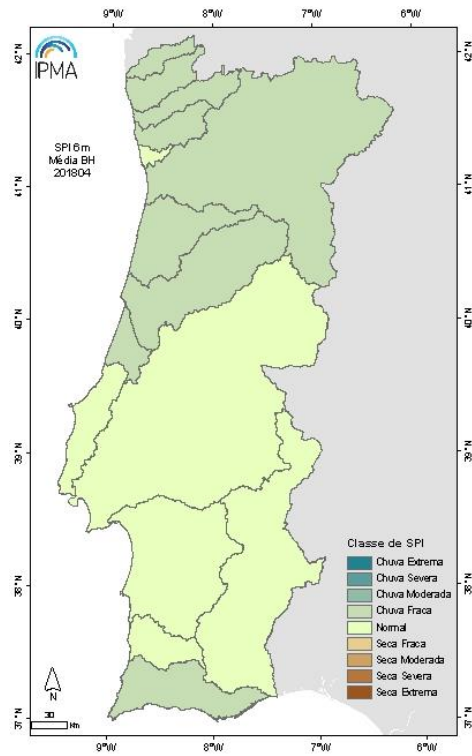 9°W 8°W 7°W 6°W
IPMA
SPI 6m
Média BH
201804
42°N 42°N
41°N 41°N
40°N 40°N
39°N 39°N
38°N 38°N
37°N 37°N
Classe de SPI
Chuva Extrema
Chuva Severa
Chuva Moderada
Chuva Fraca
Normal
Seca Fraca
Seca Moderada
Seca Severa
Seca Extrema
N
30
Km
9°W 8°W 7°W 6°W